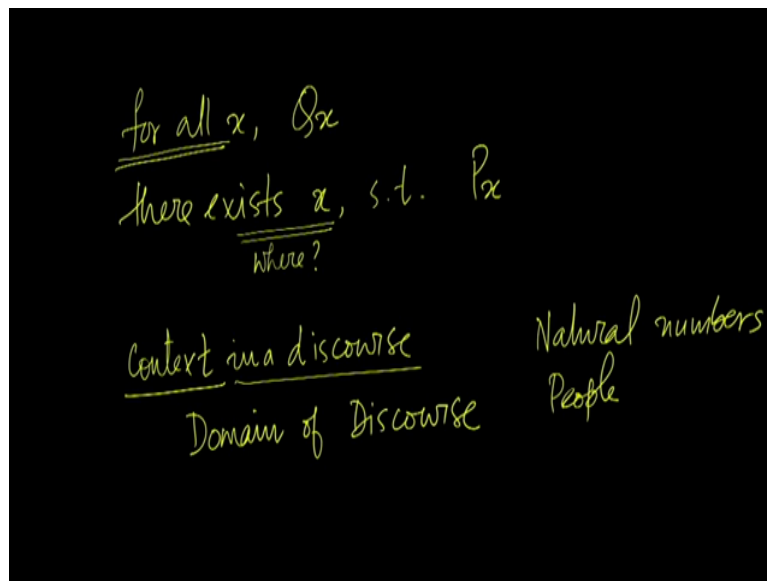 for all x, Qx
there exists x, s.t. Px
where?
Context in a discourse
Natural numbers
Domain of Discourse
People